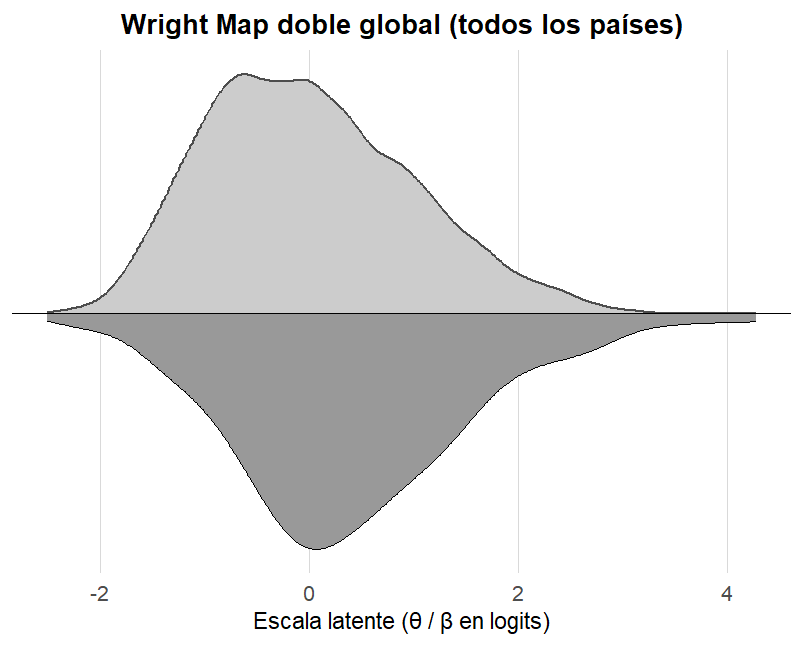 Wright Map doble global (todos los países)
-2 0 2 4
Escala latente (θ / β en logits)